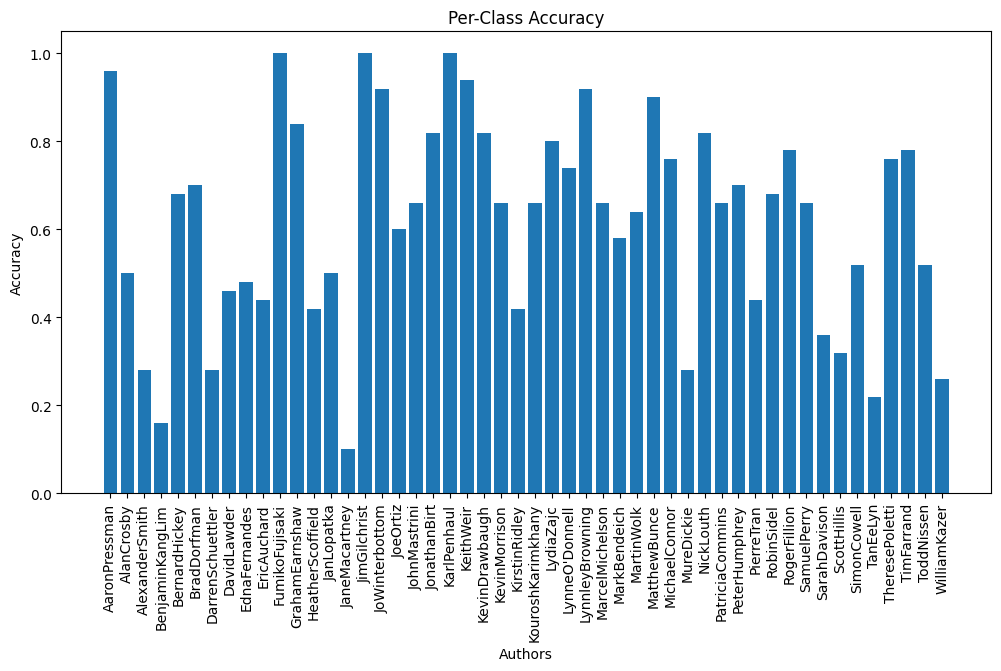 Per-Class Accuracy
Accuracy
1.0
0.8
0.6
0.4
0.2
0.0
AaronPressman
AlanCrosby
AlexanderSmith
BenjaminKangLim
BernardHickey
BradDorfman
DarrenSchuettler
DavidLawder
EdnaFernandes
EricAuchard
FumikoFujisaki
GrahamEarnshaw
HeatherScoffield
JanLopatka
JaneMacartney
JimGilchrist
JoWinterbottom
JoeOrtiz
JohnMastrini
JonathanBirt
KarlPenhaul
KeithWeir
KevinDrawbaugh
KevinMorrison
KirstinRidley
KouroshKarimkhany
LydiaZajc
LynneO'Donnell
LynnleyBrowning
MarcelMichelson
MarkBendeich
MartinWolk
MatthewBunce
MichaelConnor
MureDickie
NickLouth
PatriciaCommins
PeterHumphrey
PierreTran
RobinSidel
RogerFillion
SamuelPerry
SarahDavison
ScottHillis
SimonCowell
TanEeLyn
TheresePoletti
TimFarrand
ToddNissen
WilliamKazer
Authors